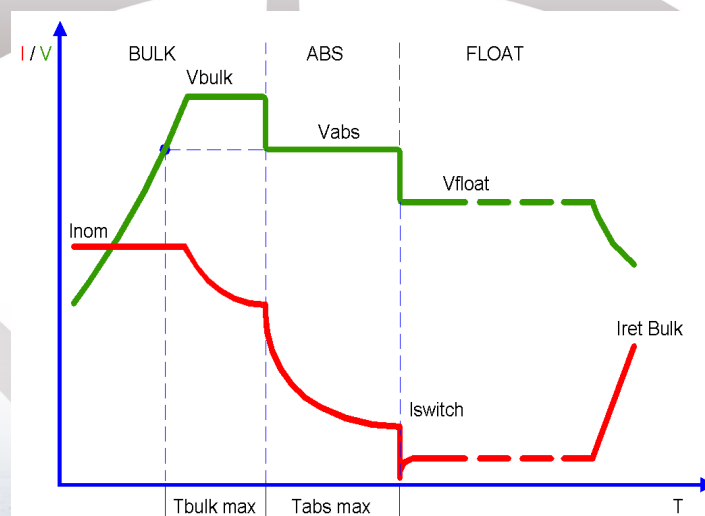 I / V
BULK
ABS
FLOAT
Vbulk
Vabs
Vfloat
Inom
Iret Bulk
Iswitch
Tbulk max
Tabs max
T